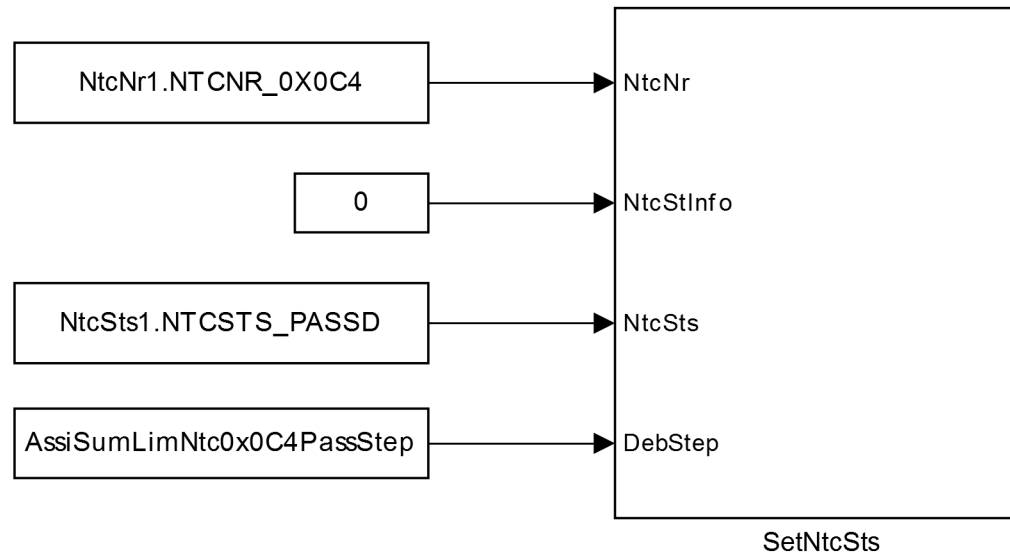 NtcNr1.NTCNR_0X0C4
NtcNr
0
NtcStInfo
NtcSts1.NTCSTS_PASSD
NtcSts
AssiSumLimNtc0x0C4PassStep
DebStep
SetNtcSts